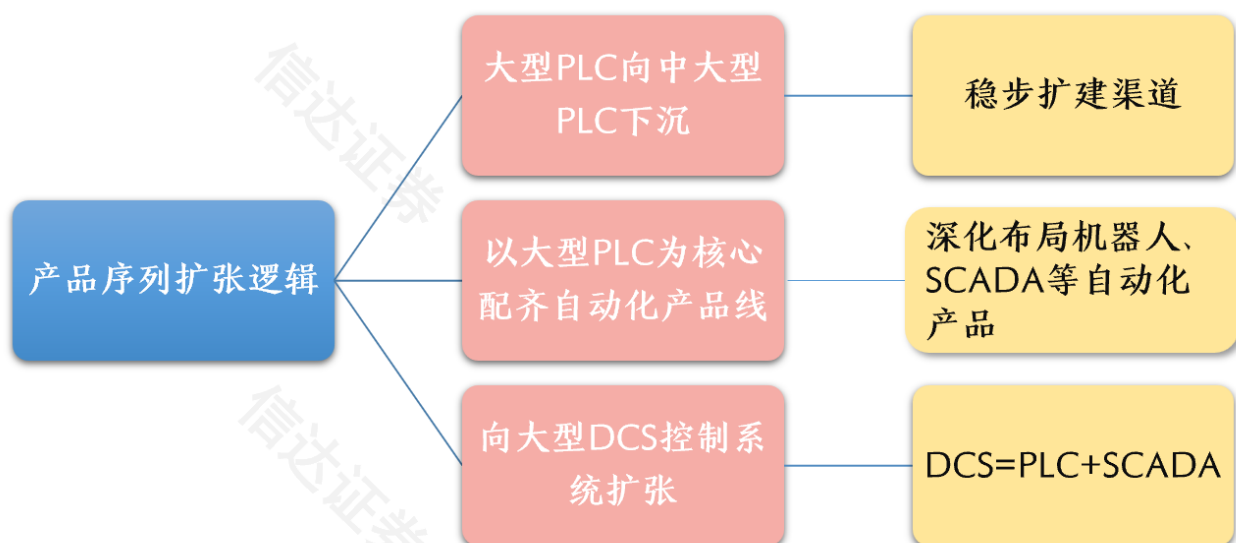 大型PLC向中大型
PLC下沉
稳步扩建渠道
产品序列扩张逻辑
以大型PLC为核心
配齐自动化产品线
深化布局机器人、
SCADA等自动化
产品
向大型DCS控制系
统扩张
DCS=PLC+SCADA
信达证券
信达证券